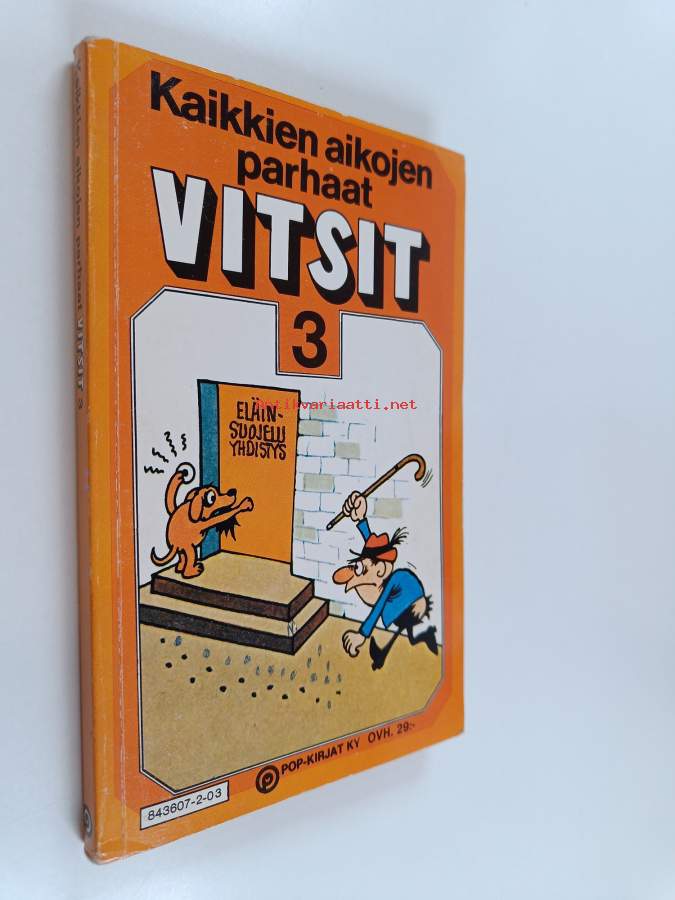 Kaikkien aikojen parhaat VITSIT 3
Kaikkien aikojen
parhaat
VITSIT
3
Antikvariaatti.net
ELÄIN-
SUOJELU
YHDISTYS
POP-KIRJAT KY OVH. 29:-
843607-2-03